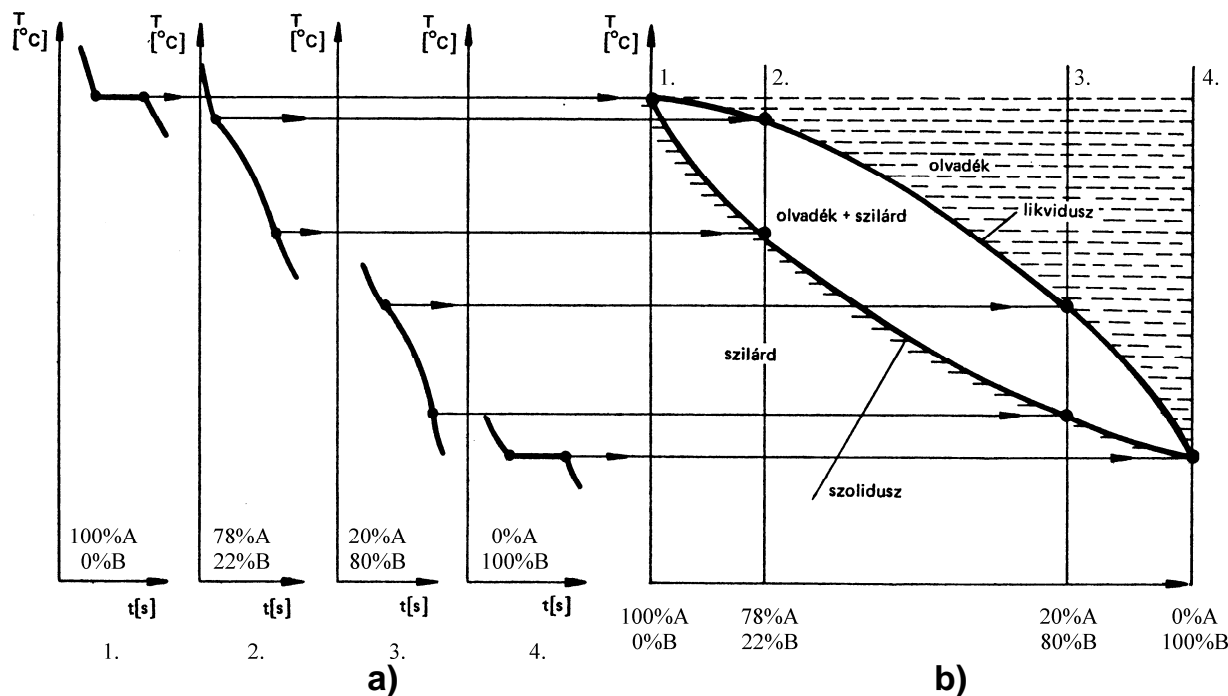 T
[°C]
T
[°C]
T
[°C]
T
[°C]
T
[°C]
1.
2.
3.
4.
olvadék
likvidusz
olvadék + szilárd
szilárd
szolidusz
100%A
0%B
78%A
22%B
20%A
80%B
0%A
100%B
t[s]
t[s]
t[s]
t[s]
100%A
0%B
78%A
22%B
20%A
80%B
0%A
100%B
1.
2.
3.
4.
a)
b)